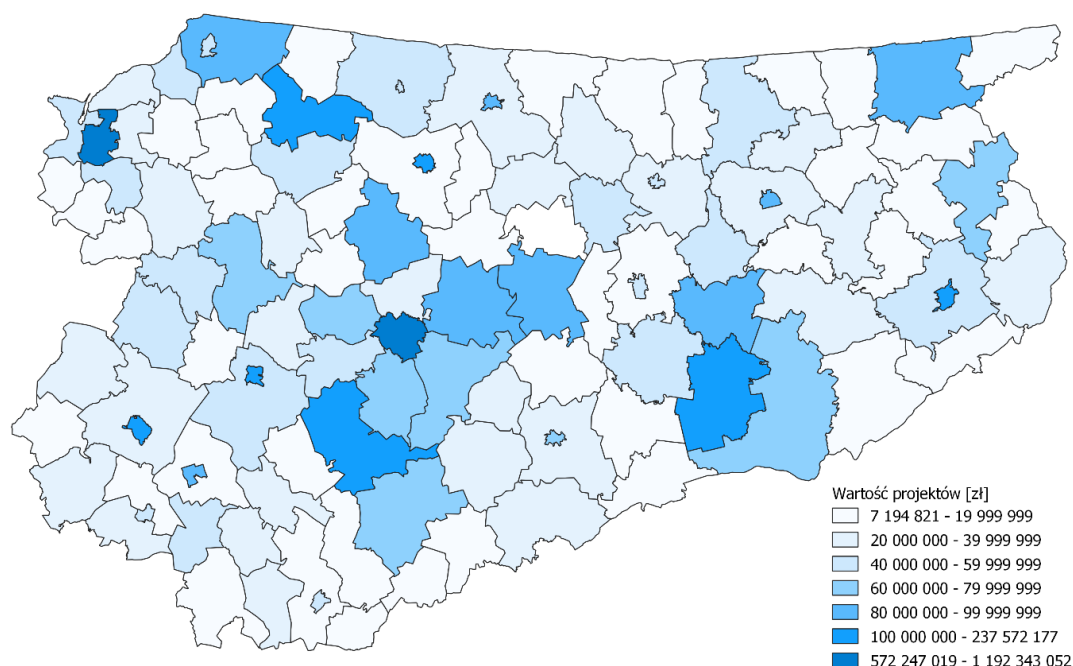 Wartość projektów [zł]
7 194 821 - 19 999 999
20 000 000 - 39 999 999
40 000 000 - 59 999 999
60 000 000 - 79 999 999
80 000 000 - 99 999 999
100 000 000 - 237 572 177
572 247 019 - 1 192 343 052